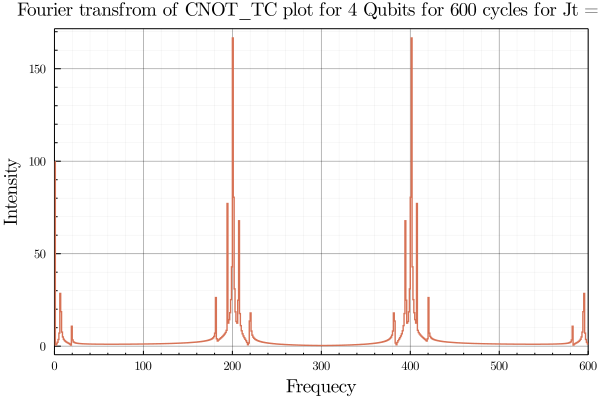 Fourier transfrom of CNOT_TC plot for 4 Qubits for 600 cycles for Jt =
Intensity
150
100
50
0
0 100 200 300 400 500 600
Frequecy